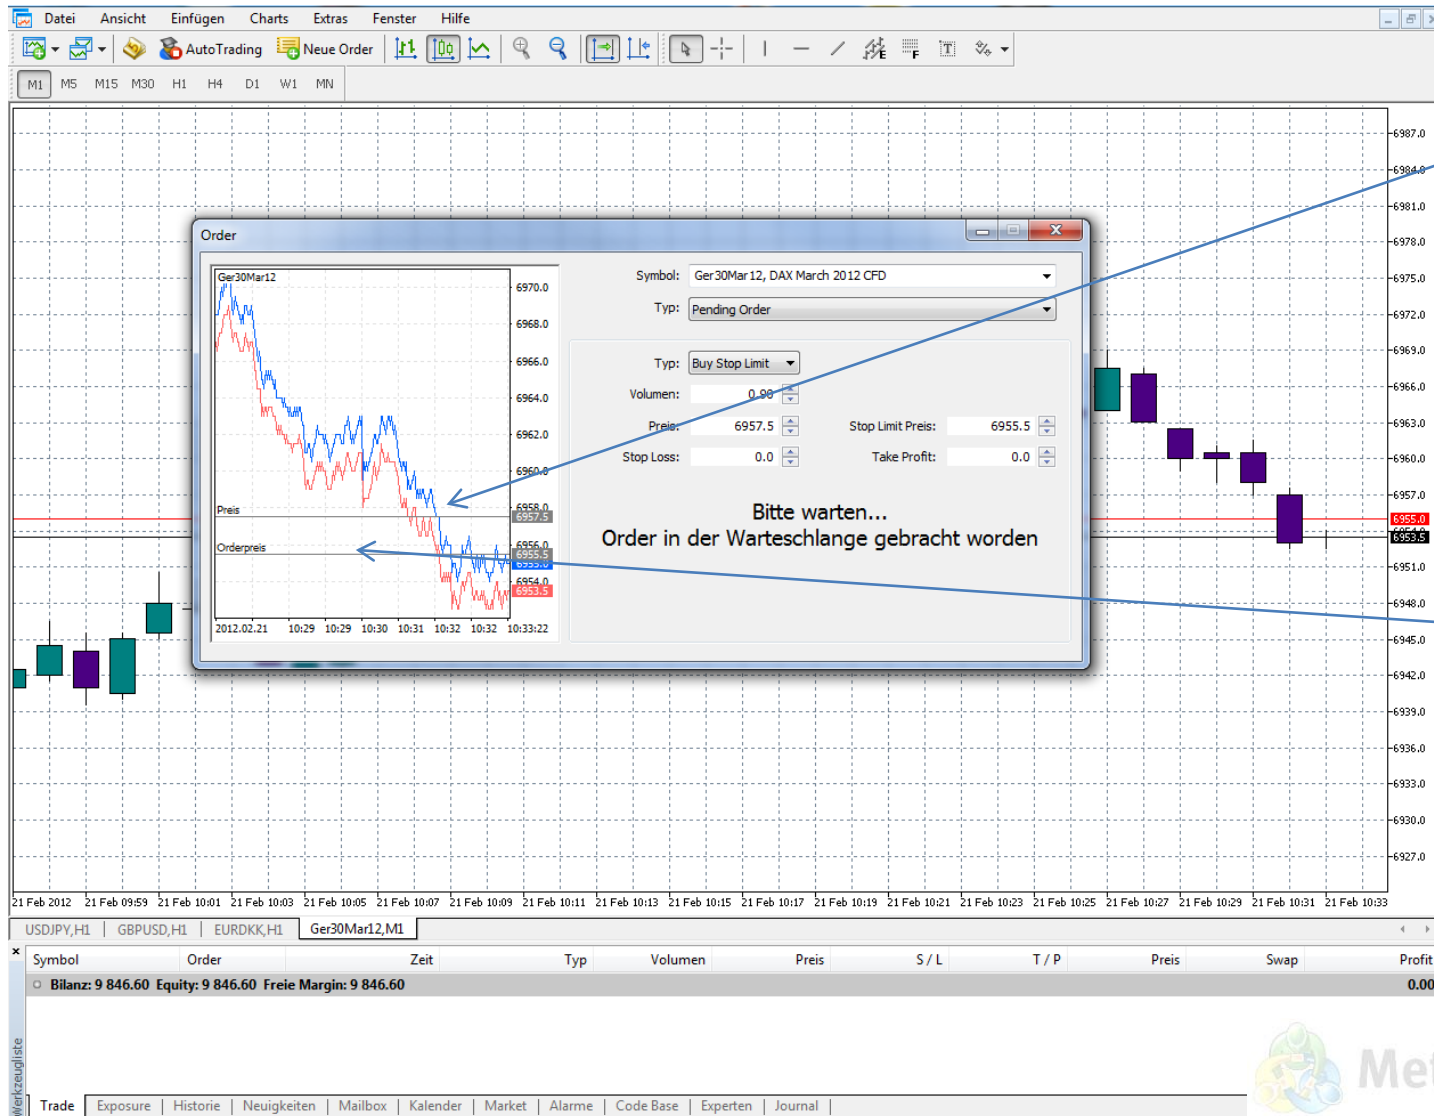 Datei Ansicht Einfügen Charts Extras Fenster Hilfe
AutoTrading Neue Order
M1 M5 M15 M30 H1 H4 D1 W1 MN
6987.0
6984.0
6981.0
6978.0
6975.0
6972.0
6969.0
6966.0
6963.0
6960.0
6957.0
6955.0
6954.0
6953.5
6951.0
6948.0
6945.0
6942.0
6939.0
6936.0
6933.0
6930.0
6927.0
Order
Ger30Mar12
6970.0
6968.0
6966.0
6964.0
6962.0
6960.0
6958.0
Preis 6957.5
6956.0
Orderpreis 6955.5
6955.0
6954.0
6953.5
2012.02.21 10:29 10:29 10:30 10:31 10:32 10:32 10:33:22
Symbol: Ger30Mar12, DAX March 2012 CFD
Typ: Pending Order
Typ: Buy Stop Limit
Volumen: 0.90
Preis: 6957.5 Stop Limit Preis: 6955.5
Stop Loss: 0.0 Take Profit: 0.0
Bitte warten...
Order in der Warteschlange gebracht worden
21 Feb 2012 21 Feb 09:59 21 Feb 10:01 21 Feb 10:03 21 Feb 10:05 21 Feb 10:07 21 Feb 10:09 21 Feb 10:11 21 Feb 10:13 21 Feb 10:15 21 Feb 10:17 21 Feb 10:19 21 Feb 10:21 21 Feb 10:23 21 Feb 10:25 21 Feb 10:27 21 Feb 10:29 21 Feb 10:31 21 Feb 10:33
USDJPY,H1 | GBPUSD,H1 | EURDKK,H1 Ger30Mar12,M1
Symbol Order Zeit Typ Volumen Preis S / L T / P Preis Swap Profit
Bilanz: 9 846.60 Equity: 9 846.60 Freie Margin: 9 846.60 0.00
Werkzeugliste
Met
Trade | Exposure | Historie | Neuigkeiten | Mailbox | Kalender | Market | Alarme | Code Base | Experten | Journal |